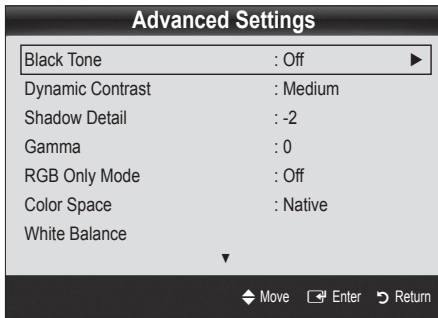 Advanced Settings
Black Tone : Off ▶
Dynamic Contrast : Medium
Shadow Detail : -2
Gamma : 0
RGB Only Mode : Off
Color Space : Native
White Balance
▼
Move Enter Return